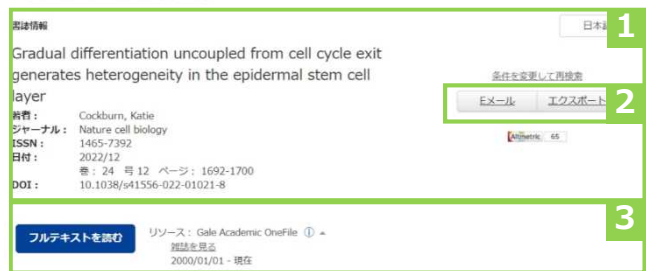 書誌情報
日本
1
Gradual differentiation uncoupled from cell cycle exit
generates heterogeneity in the epidermal stem cell
layer
条件を変更して再検索
Eメール エクスポート
2
著者： Cockburn, Katie
ジャーナル： Nature cell biology
ISSN： 1465-7392
Altmetric 65
日付： 2022/12
巻： 24 号 12 ページ： 1692-1700
DOI： 10.1038/s41556-022-01021-8
3
フルテキストを読む
リソース： Gale Academic OneFile
雑誌を見る
2000/01/01 - 現在